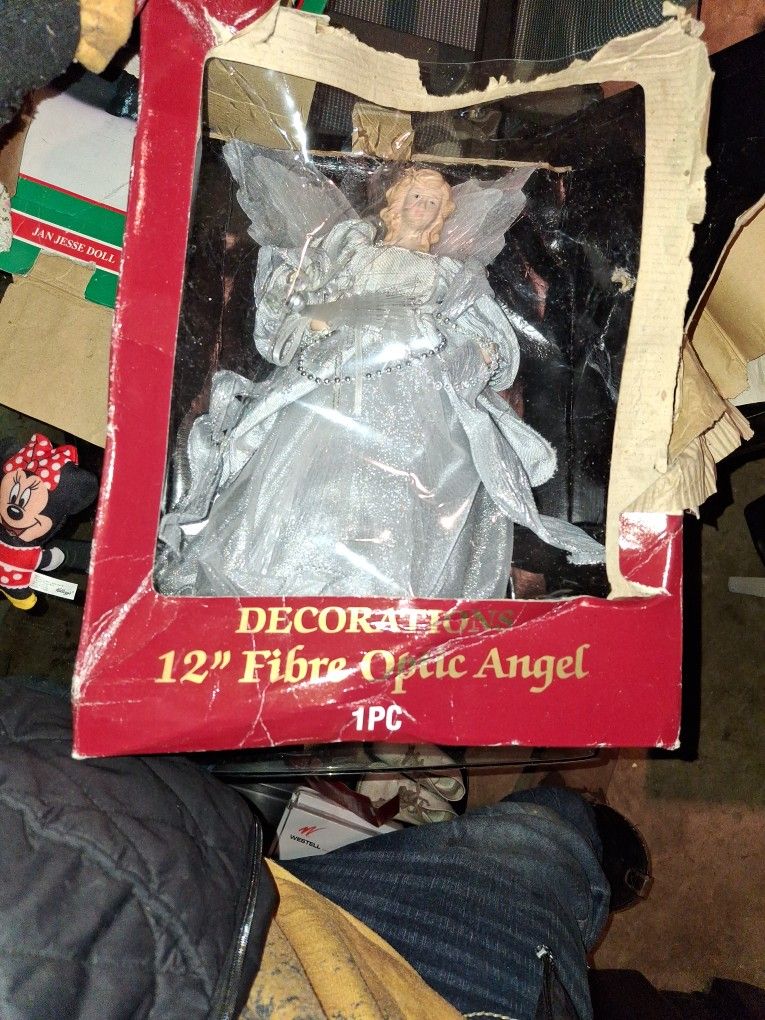 JAN JESSE DOLL
DECORATIONS
12” Fibre Optic Angel
1PC
WESTELL